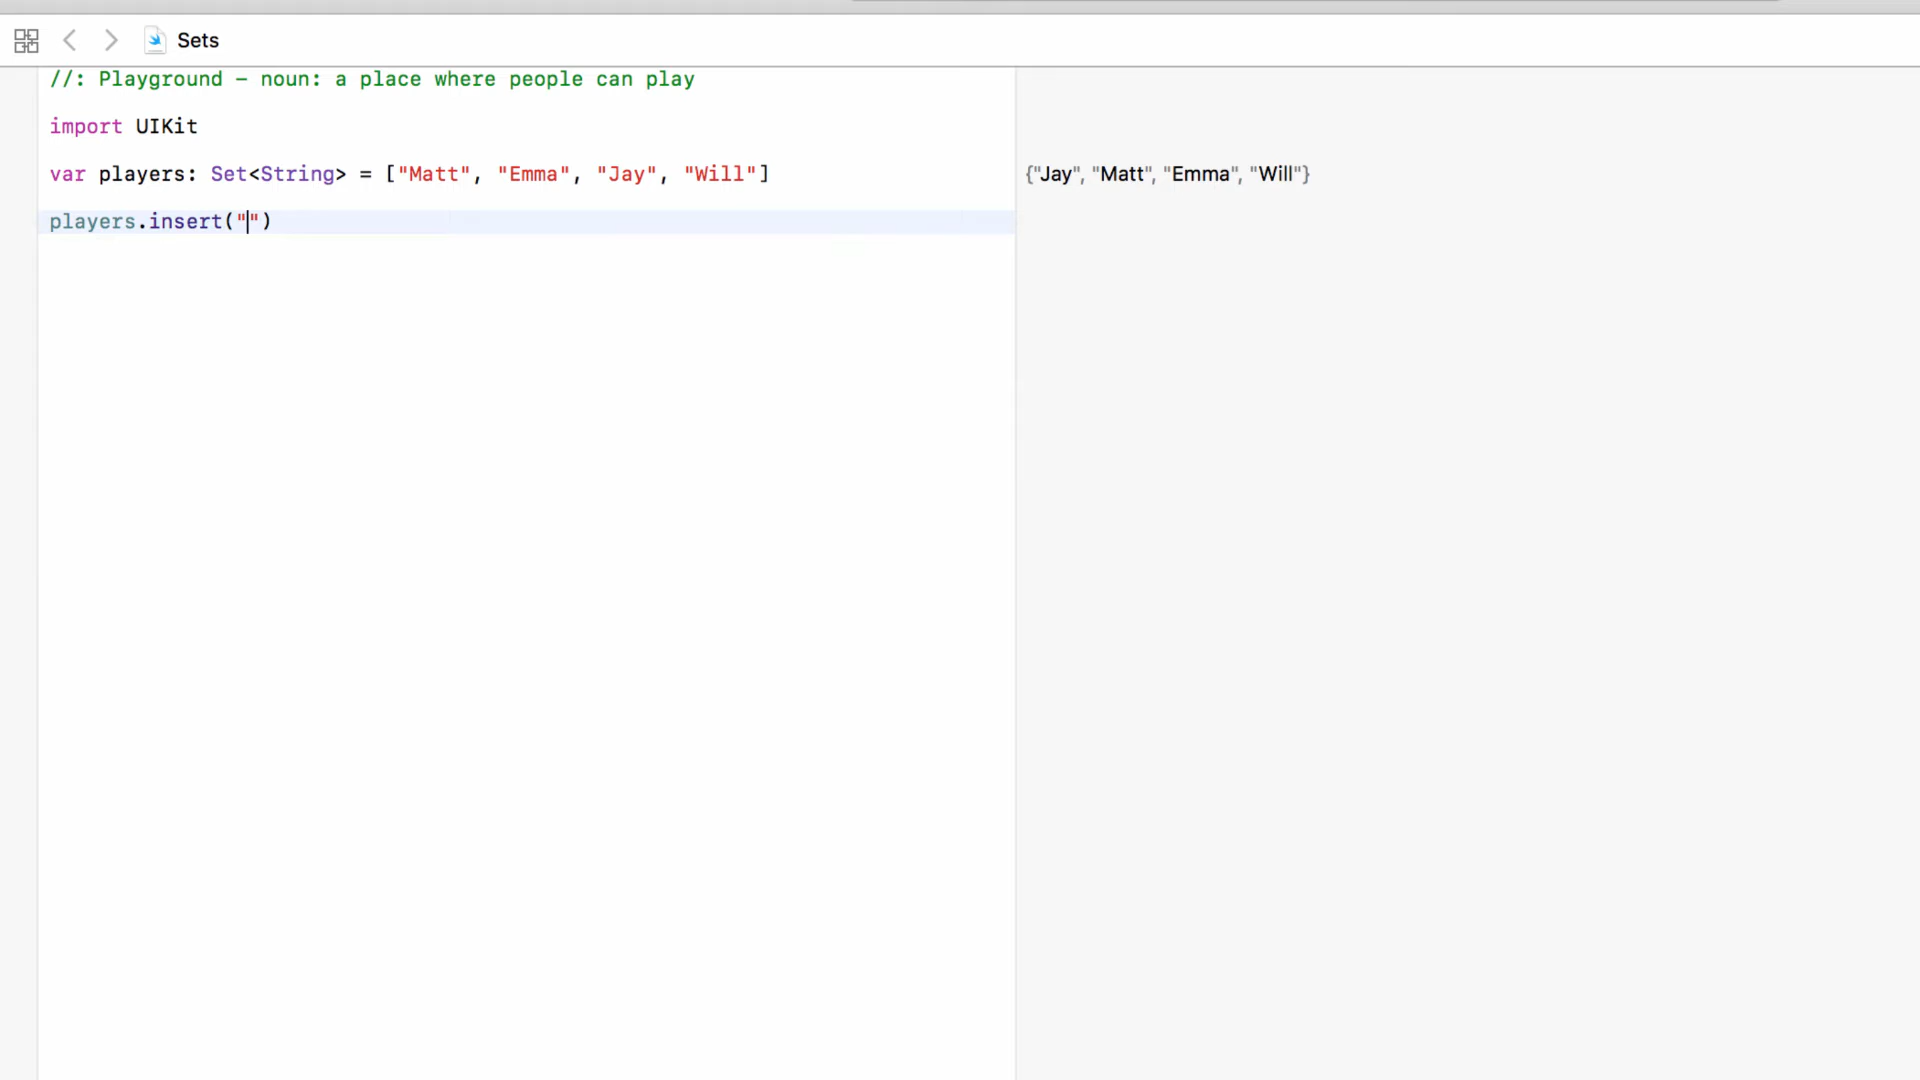 Sets
//: Playground – noun: a place where people can play
import UIKit
var players: Set<String> = ["Matt", "Emma", "Jay", "Will"]
{"Jay", "Matt", "Emma", "Will"}
players.insert("")